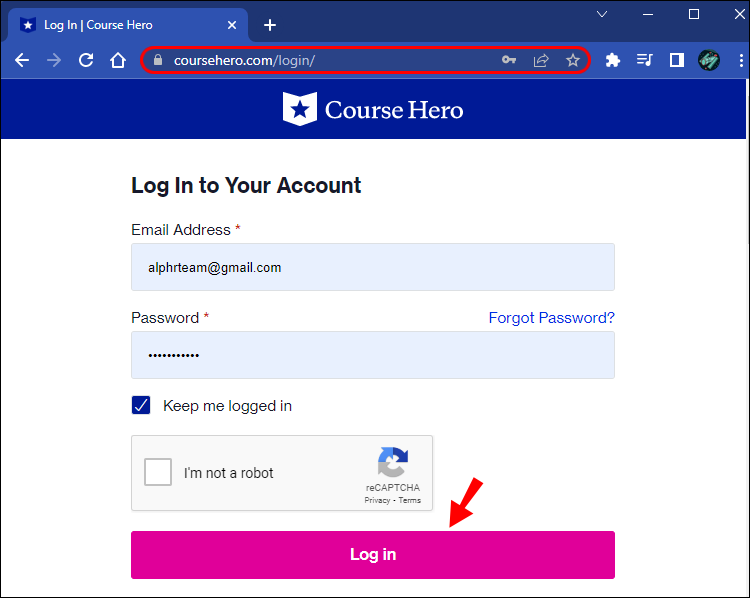 Log In | Course Hero
coursehero.com/login/
Course Hero
Log In to Your Account
Email Address *
alphrteam@gmail.com
Password * Forgot Password?
•••••••••••
Keep me logged in
I'm not a robot
reCAPTCHA
Privacy - Terms
Log in